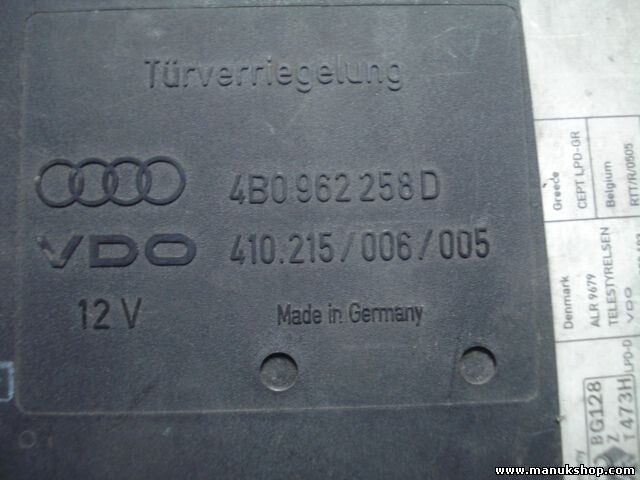 Türverriegelung
4B0 962 258 D
VDO 410.215/006/005
12 V Made in Germany
Greece
CEPT LPD-GR
Belgium
RTT/R/0505
Denmark
ALR 9679
TELESTYRELSEN
VDO
BG128
Z
T473H
LPD-D
www.manukshop.com